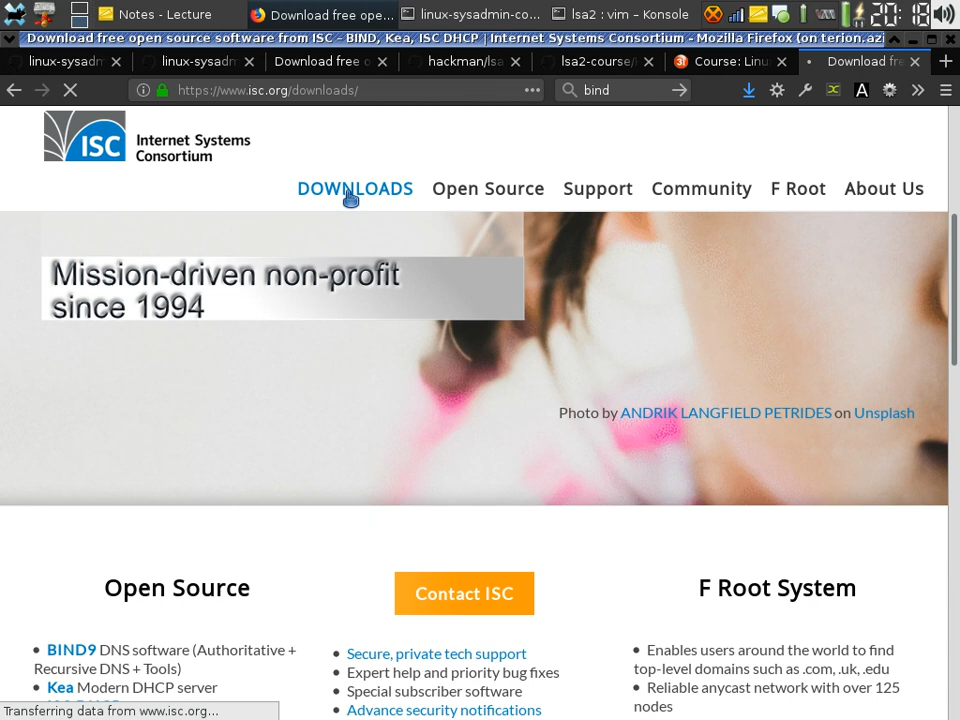 Notes - Lecture
Download free ope...
linux-sysadmin-co...
lsa2 : vim – Konsole
20: 18
Download free open source software from ISC ~ BIND, Kea, ISC DHCP | Internet Systems Consortium - Mozilla Firefox (on terion.az
linux-sysadm
linux-sysadm
Download free o
hackman/lsa
lsa2-course/
Course: Linu
Download fre
https://www.isc.org/downloads/
bind
ISC
Internet Systems
Consortium
DOWNLOADS
Open Source
Support
Community
F Root
About Us
Mission-driven non-profit
since 1994
Photo by ANDRIK LANGFIELD PETRIDES on Unsplash
Open Source
• BIND9 DNS software (Authoritative +
Recursive DNS + Tools)
• Kea Modern DHCP server
Contact ISC
• Secure, private tech support
• Expert help and priority bug fixes
• Special subscriber software
• Advance security notifications
F Root System
• Enables users around the world to find
top-level domains such as .com, .uk, .edu
• Reliable anycast network with over 125
nodes
Transferring data from www.isc.org...